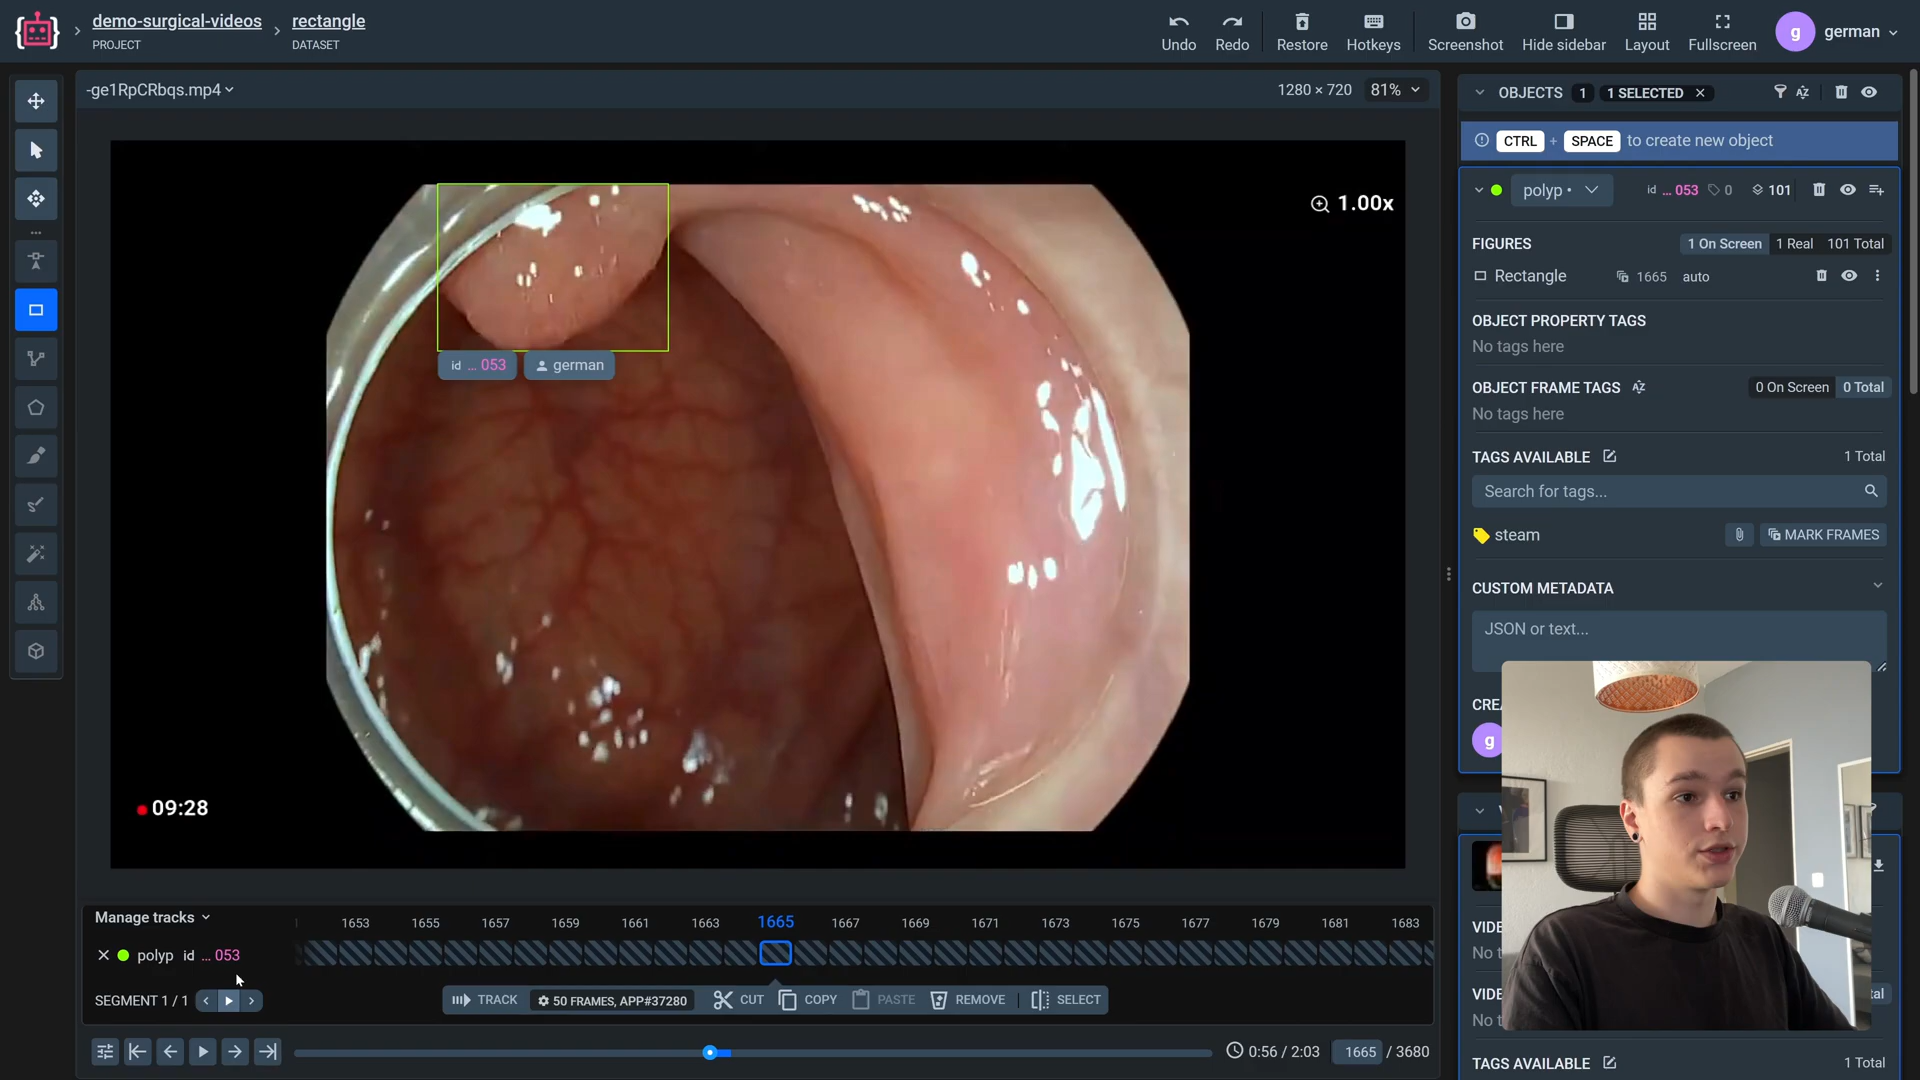 demo-surgical-videos
rectangle
PROJECT
DATASET
Undo
Redo
Restore
Hotkeys
Screenshot
Hide sidebar
Layout
Fullscreen
g
german
-ge1RpCRbqs.mp4
1280 × 720
81%
1.00x
id ... 053
german
09:28
OBJECTS 1 1 SELECTED
CTRL + SPACE to create new object
polyp •
id ... 053
0
101
FIGURES
1 On Screen
1 Real
101 Total
Rectangle
1665
auto
OBJECT PROPERTY TAGS
No tags here
OBJECT FRAME TAGS
0 On Screen
0 Total
No tags here
TAGS AVAILABLE
1 Total
Search for tags...
steam
MARK FRAMES
CUSTOM METADATA
JSON or text...
g
TAGS AVAILABLE
1 Total
Manage tracks
1653 1655 1657 1659 1661 1663 1665 1667 1669 1671 1673 1675 1677 1679 1681 1683
polyp id ... 053
SEGMENT 1 / 1
TRACK
50 FRAMES, APP#37280
CUT
COPY
PASTE
REMOVE
SELECT
0:56 / 2:03
1665 / 3680